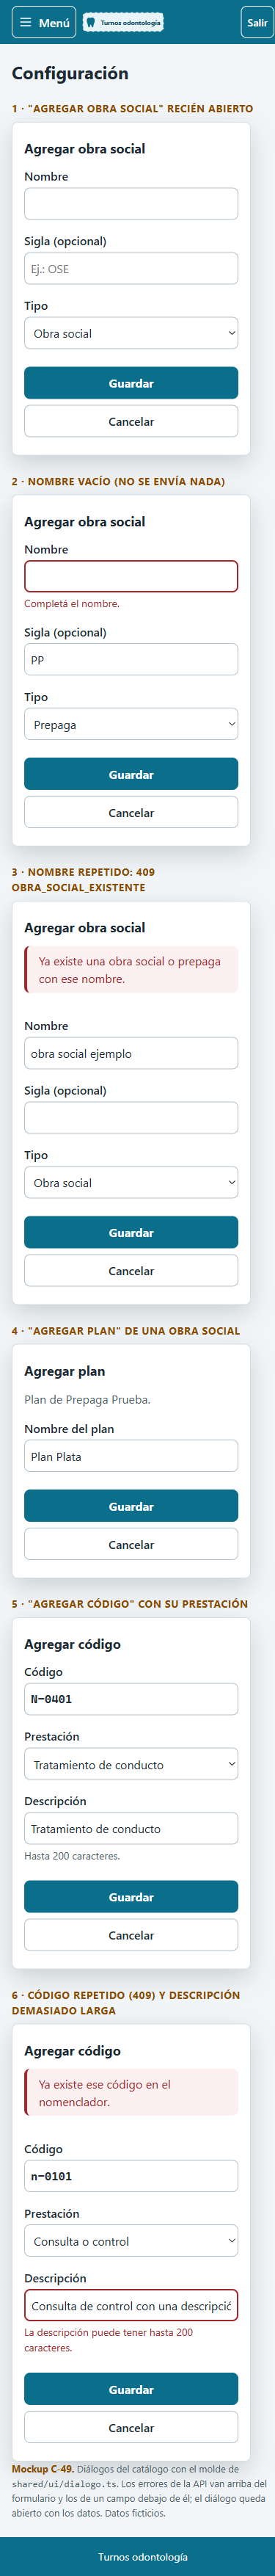 Menú
Turnos odontología
Salir
Configuración
1 · "AGREGAR OBRA SOCIAL" RECIÉN ABIERTO
Agregar obra social
Nombre
Sigla (opcional)
Ej.: OSE
Tipo
Obra social
Guardar
Cancelar
2 · NOMBRE VACÍO (NO SE ENVÍA NADA)
Agregar obra social
Nombre
Completá el nombre.
Sigla (opcional)
PP
Tipo
Prepaga
Guardar
Cancelar
3 · NOMBRE REPETIDO: 409
OBRA_SOCIAL_EXISTENTE
Agregar obra social
Ya existe una obra social o prepaga
con ese nombre.
Nombre
obra social ejemplo
Sigla (opcional)
Tipo
Obra social
Guardar
Cancelar
4 · "AGREGAR PLAN" DE UNA OBRA SOCIAL
Agregar plan
Plan de Prepaga Prueba.
Nombre del plan
Plan Plata
Guardar
Cancelar
5 · "AGREGAR CÓDIGO" CON SU PRESTACIÓN
Agregar código
Código
N-0401
Prestación
Tratamiento de conducto
Descripción
Tratamiento de conducto
Hasta 200 caracteres.
Guardar
Cancelar
6 · CÓDIGO REPETIDO (409) Y DESCRIPCIÓN
DEMASIADO LARGA
Agregar código
Ya existe ese código en el
nomenclador.
Código
n-0101
Prestación
Consulta o control
Descripción
Consulta de control con una descripció
La descripción puede tener hasta 200
caracteres.
Guardar
Cancelar
Mockup C-49. Diálogos del catálogo con el molde de
shared/ui/dialogo.ts. Los errores de la API van arriba del
formulario y los de un campo debajo de él; el diálogo queda
abierto con los datos. Datos ficticios.
Turnos odontología